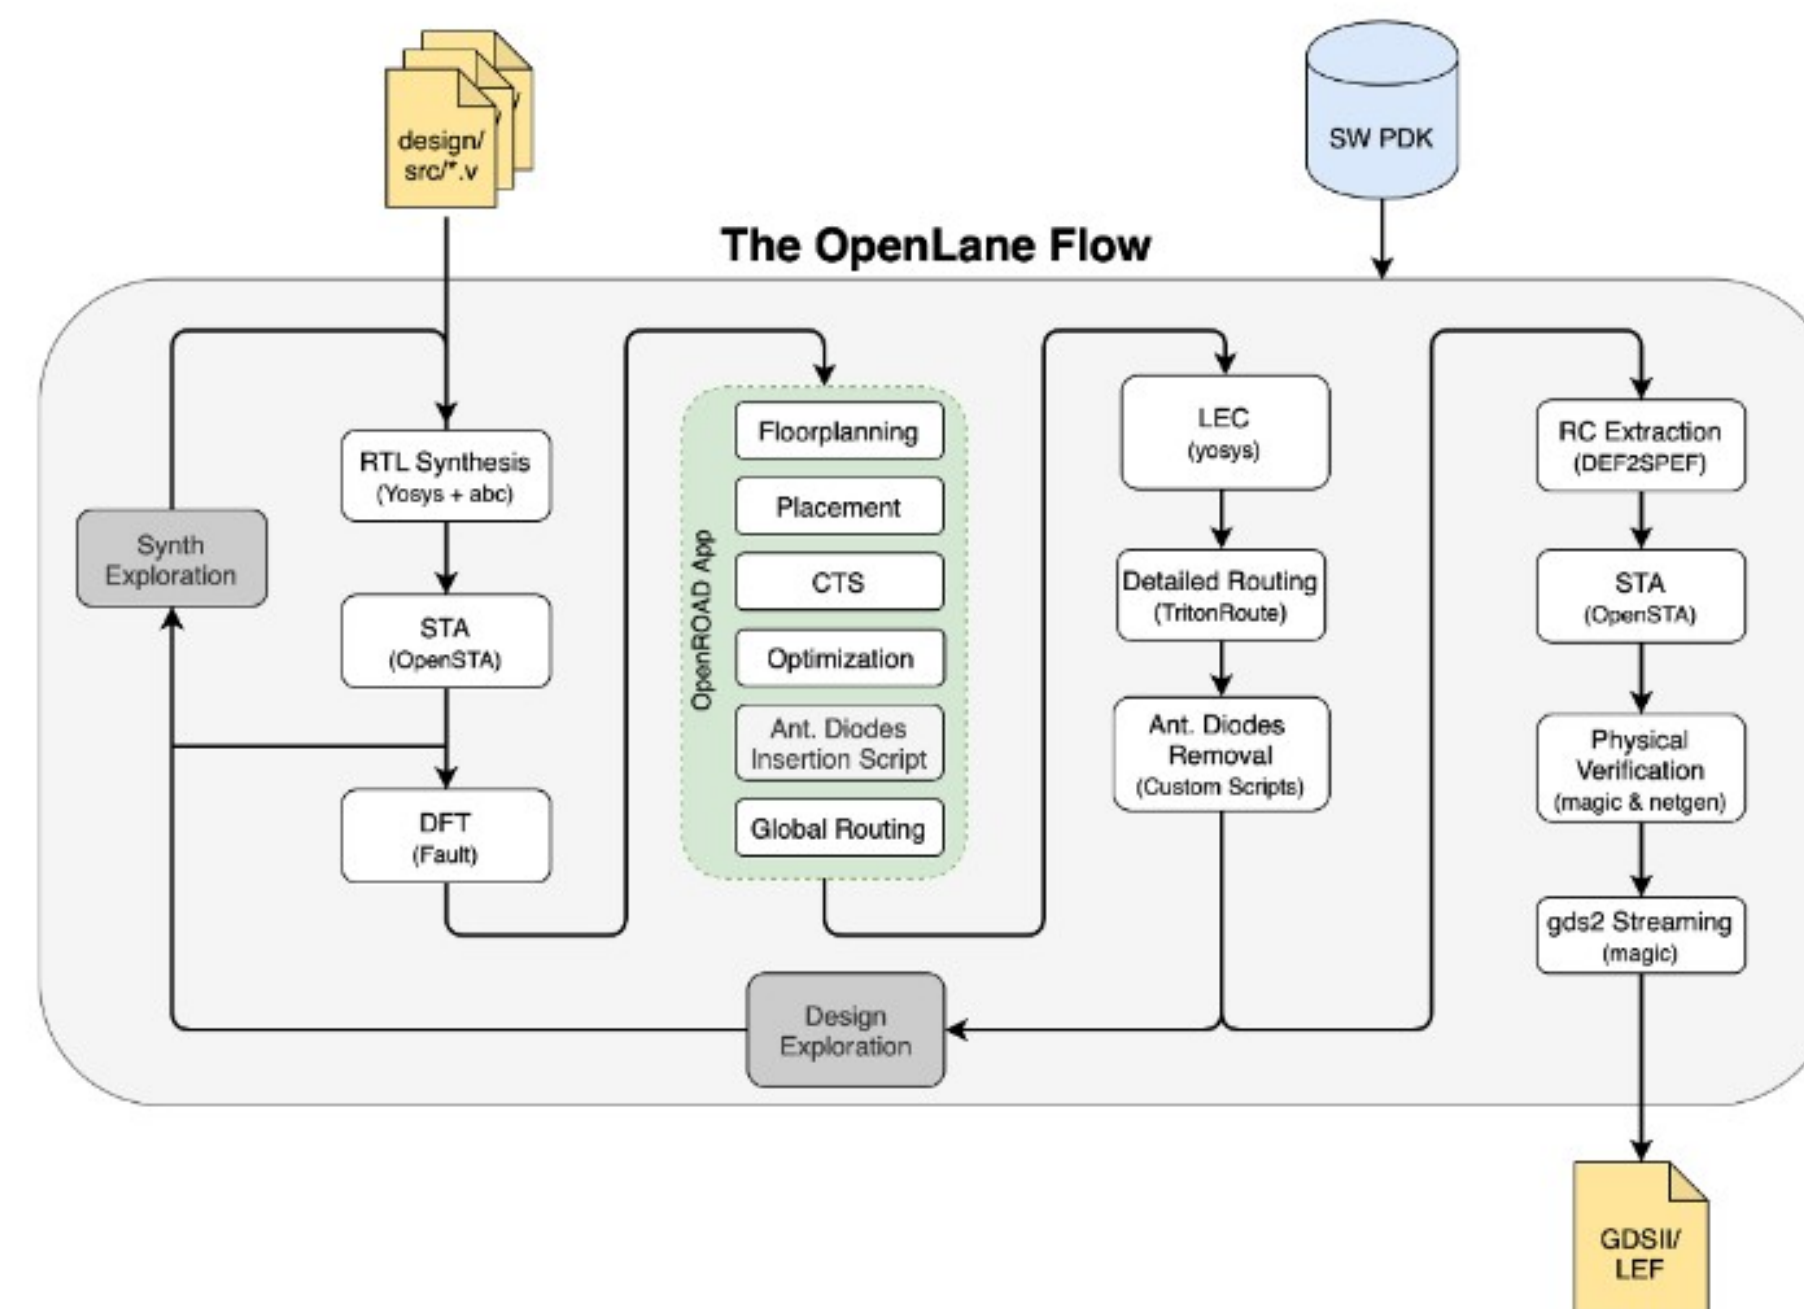 design/
src/*.v
SW PDK
The OpenLane Flow
RTL Synthesis
(Yosys + abc)
STA
(OpenSTA)
DFT
(Fault)
Synth
Exploration
OpenROAD App
Floorplanning
Placement
CTS
Optimization
Ant. Diodes
Insertion Script
Global Routing
LEC
(yosys)
Detailed Routing
(TritonRoute)
Ant. Diodes
Removal
(Custom Scripts)
Design
Exploration
RC Extraction
(DEF2SPEF)
STA
(OpenSTA)
Physical
Verification
(magic & netgen)
gds2 Streaming
(magic)
GDSII/
LEF